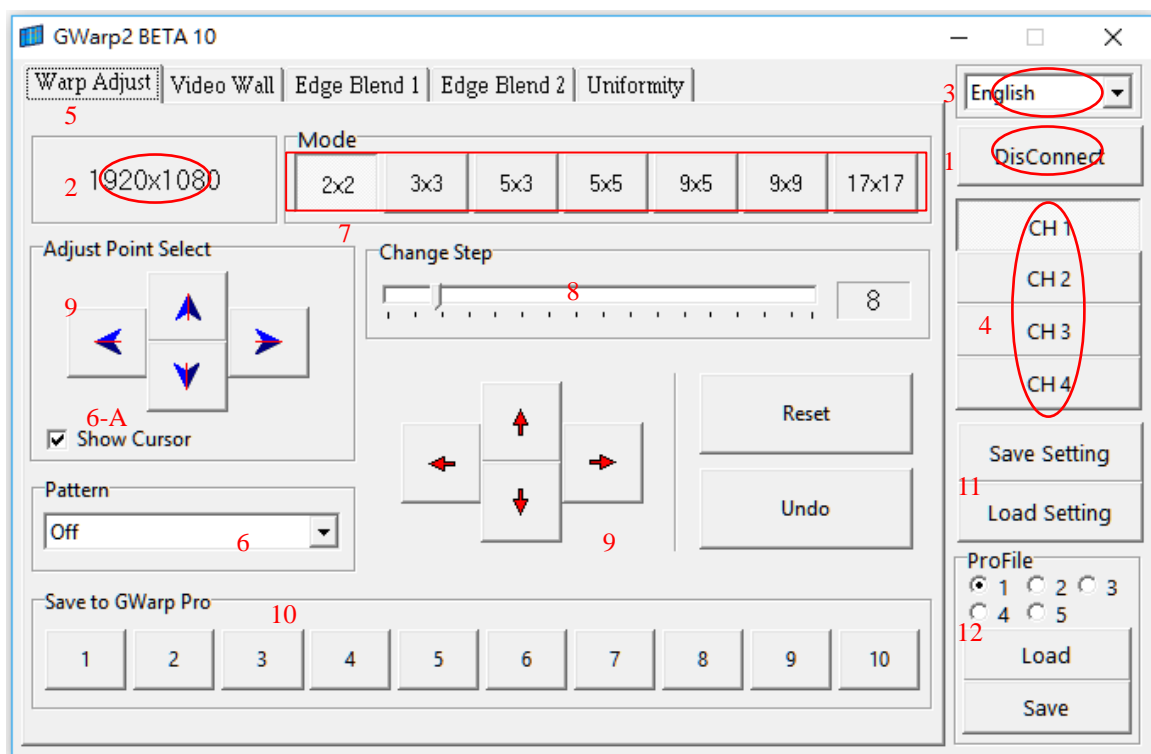 GWarp2 BETA 10
Warp Adjust Video Wall Edge Blend 1 Edge Blend 2 Uniformity
3 English
5
1 DisConnect
2 1920x1080
Mode
2x2 3x3 5x3 5x5 9x5 9x9 17x17
7
CH 1
CH 2
4 CH 3
CH 4
Adjust Point Select
9
6-A
Show Cursor
Change Step
8 8
Reset
Undo
9
Pattern
Off 6
Save Setting
11
Load Setting
Save to GWarp Pro 10
1 2 3 4 5 6 7 8 9 10
ProFile
1 2 3
4 5
12
Load
Save